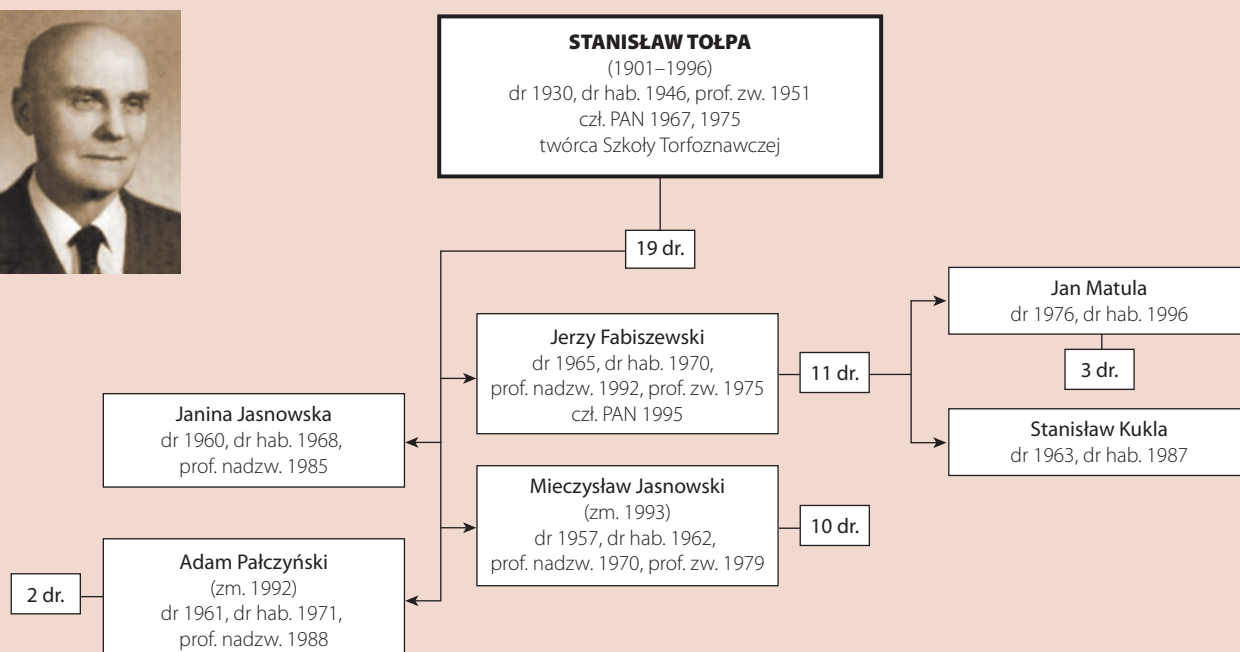 STANISŁAW TOŁPA
(1901–1996)
dr 1930, dr hab. 1946, prof. zw. 1951
czł. PAN 1967, 1975
twórca Szkoły Torfoznawczej
19 dr.
Jerzy Fabiszewski
dr 1965, dr hab. 1970,
prof. nadzw. 1992, prof. zw. 1975
czł. PAN 1995
11 dr.
Jan Matula
dr 1976, dr hab. 1996
3 dr.
Stanisław Kukla
dr 1963, dr hab. 1987
Janina Jasnowska
dr 1960, dr hab. 1968,
prof. nadzw. 1985
Mieczysław Jasnowski
(zm. 1993)
dr 1957, dr hab. 1962,
prof. nadzw. 1970, prof. zw. 1979
10 dr.
Adam Pałczyński
(zm. 1992)
dr 1961, dr hab. 1971,
prof. nadzw. 1988
2 dr.